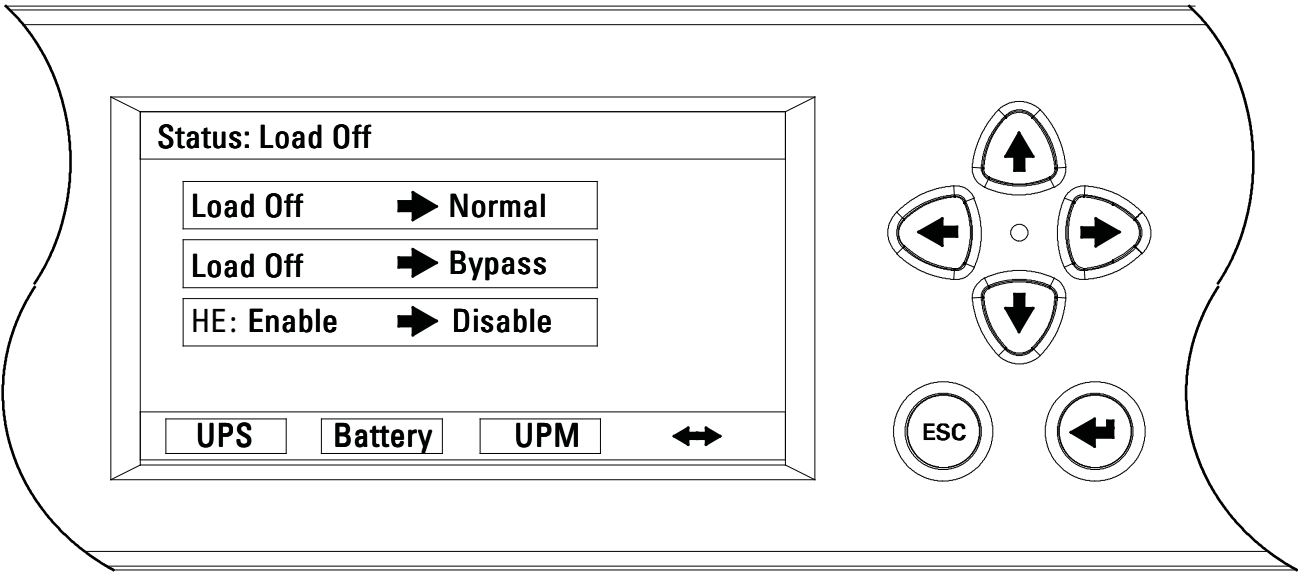 Status: Load Off
Load Off → Normal
Load Off → Bypass
HE: Enable → Disable
UPS Battery UPM
ESC